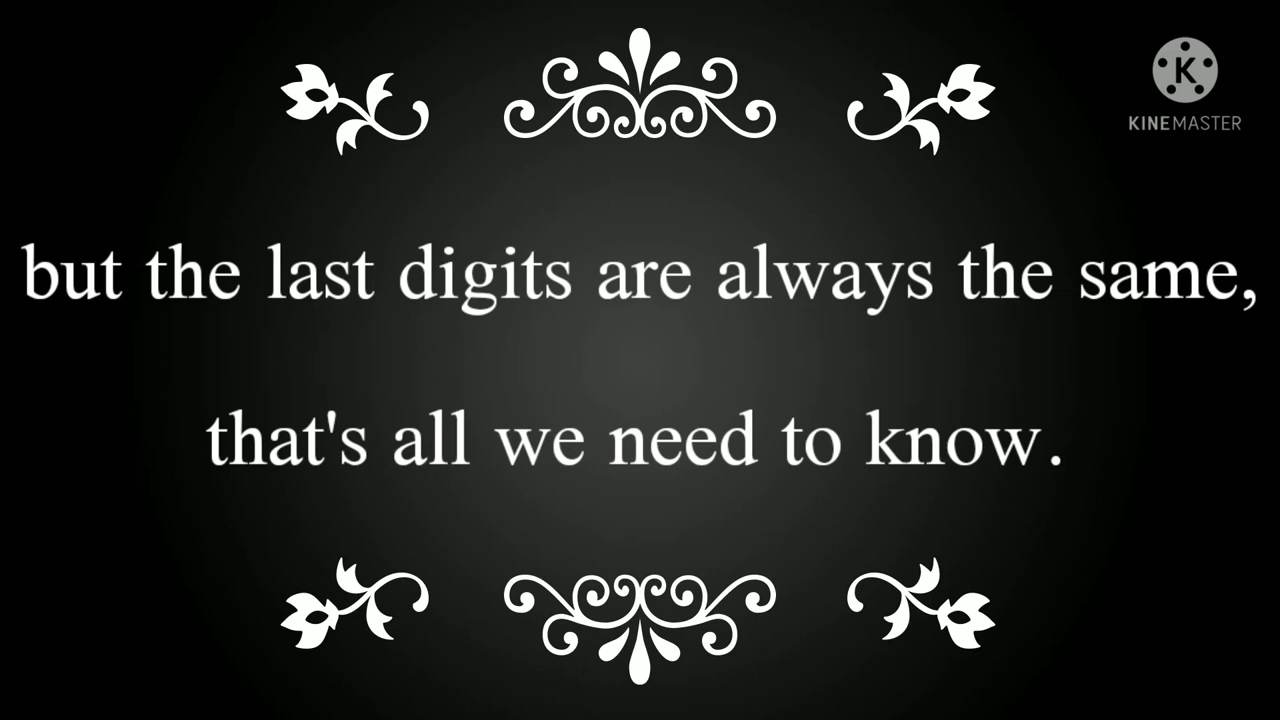 K
KINEMASTER
but the last digits are always the same,
that's all we need to know.